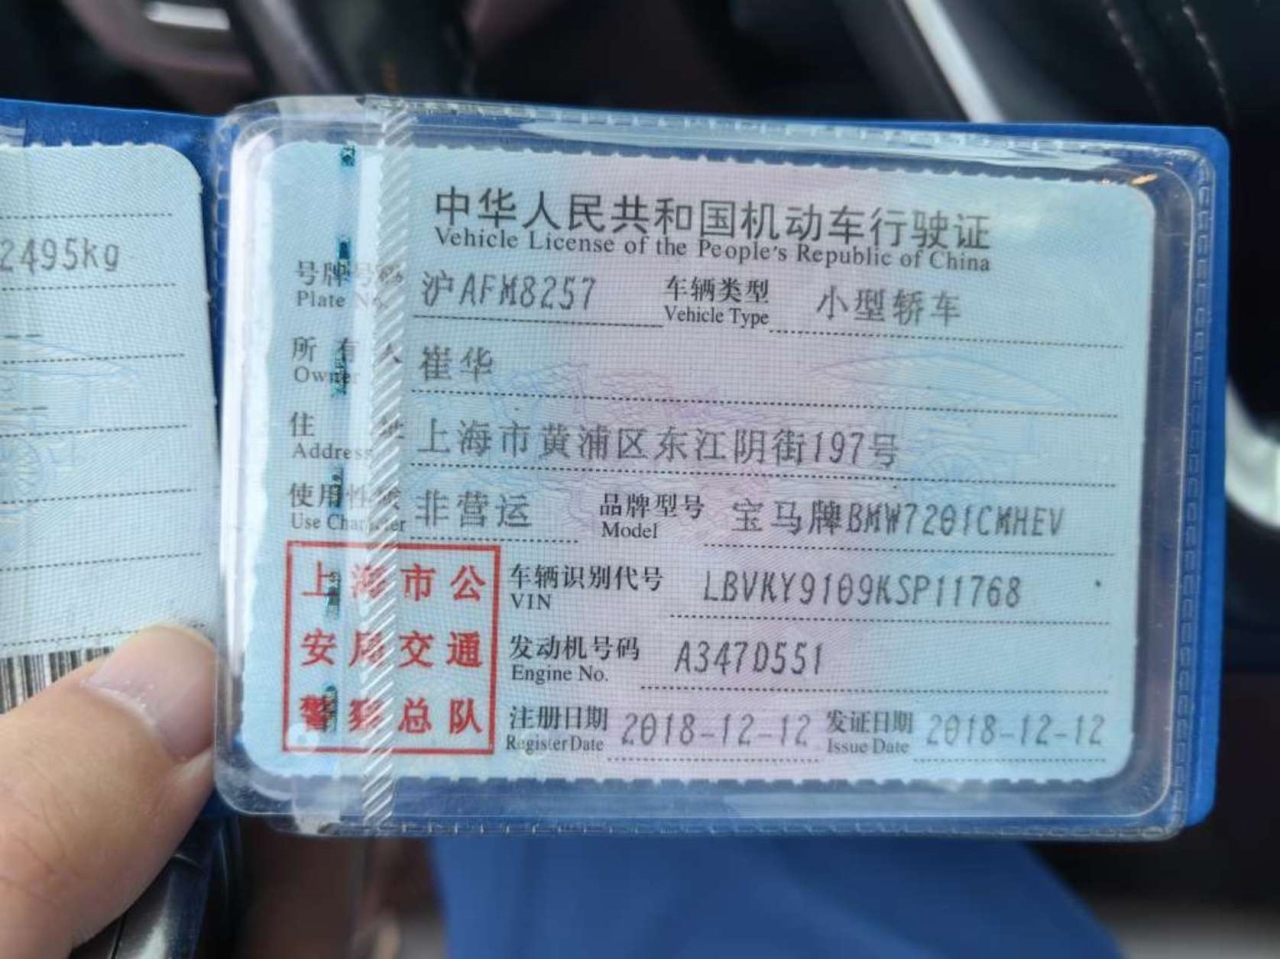 2495kg
中华人民共和国机动车行驶证
Vehicle License of the People's Republic of China
号牌号码 沪AFM8257 车辆类型 小型轿车
Plate No. Vehicle Type
所有人 崔华
Owner
住址 上海市黄浦区东江阴街197号
Address
使用性质 非营运 品牌型号 宝马牌BMW7201CMHEV
Use Character Model
上海市公
安局交通
警察总队
车辆识别代号 LBVKY9109KSP11768
VIN
发动机号码 A347D551
Engine No.
注册日期 2018-12-12 发证日期 2018-12-12
Register Date Issue Date